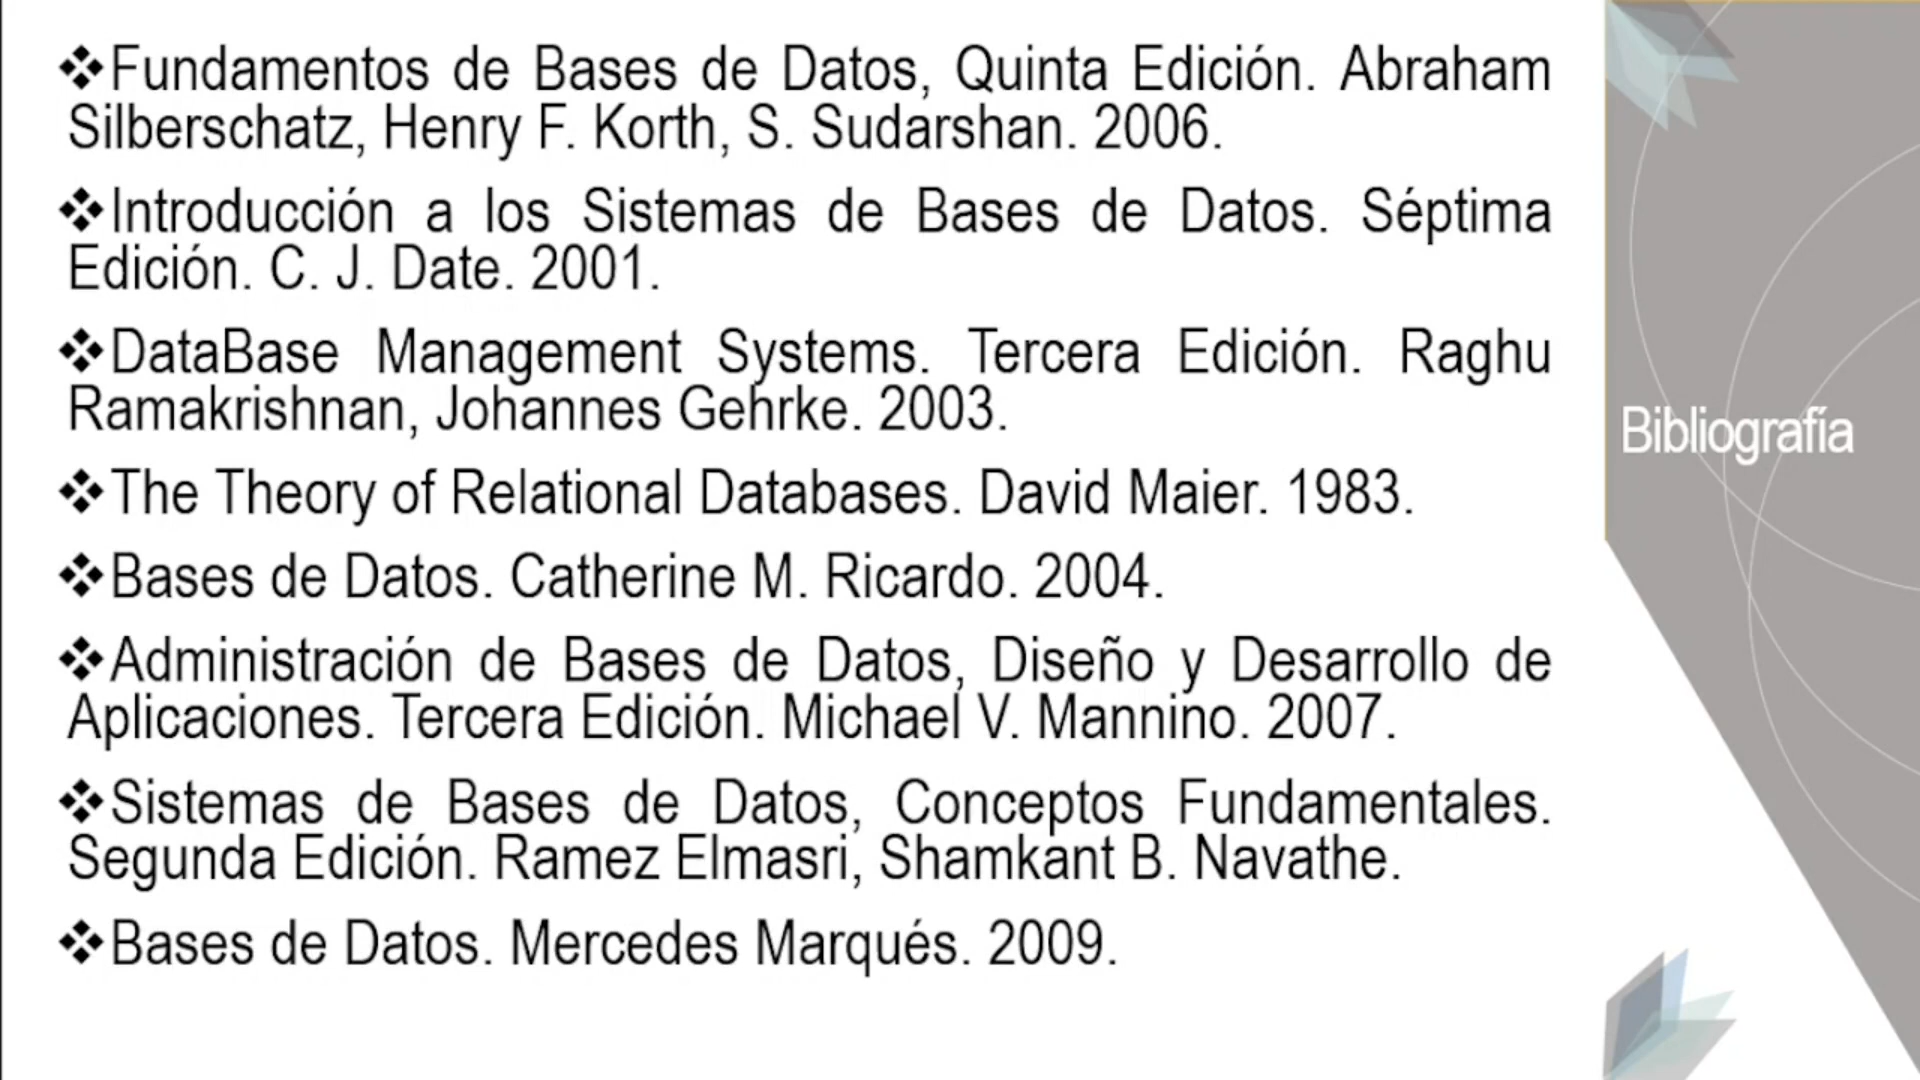 ❖Fundamentos de Bases de Datos, Quinta Edición. Abraham
Silberschatz, Henry F. Korth, S. Sudarshan. 2006.
❖Introducción a los Sistemas de Bases de Datos. Séptima
Edición. C. J. Date. 2001.
❖DataBase Management Systems. Tercera Edición. Raghu
Ramakrishnan, Johannes Gehrke. 2003.
❖The Theory of Relational Databases. David Maier. 1983.
❖Bases de Datos. Catherine M. Ricardo. 2004.
❖Administración de Bases de Datos, Diseño y Desarrollo de
Aplicaciones. Tercera Edición. Michael V. Mannino. 2007.
❖Sistemas de Bases de Datos, Conceptos Fundamentales.
Segunda Edición. Ramez Elmasri, Shamkant B. Navathe.
❖Bases de Datos. Mercedes Marqués. 2009.
Bibliografía